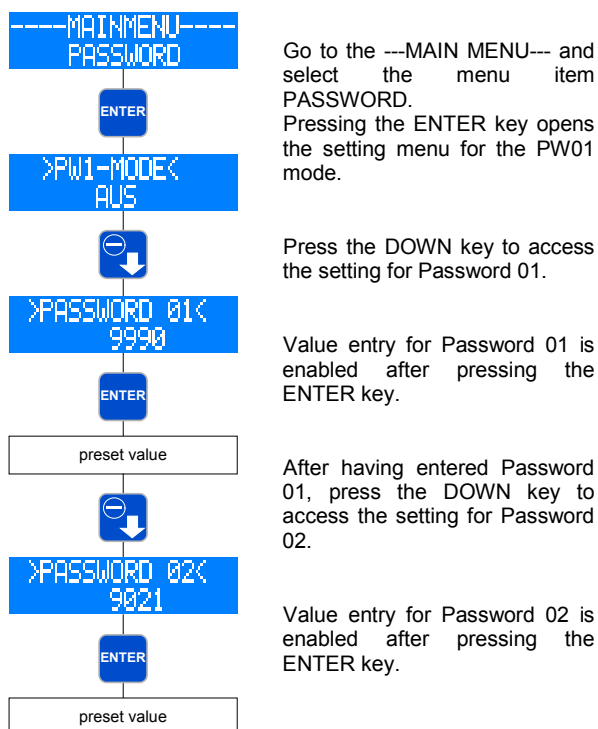 ----MAINMENU----
PASSWORD
ENTER
>PW1-MODE<
AUS
>PASSWORD 01<
9990
ENTER
preset value
>PASSWORD 02<
9021
ENTER
preset value
Go to the ---MAIN MENU--- and
select the menu item
PASSWORD.
Pressing the ENTER key opens
the setting menu for the PW01
mode.
Press the DOWN key to access
the setting for Password 01.
Value entry for Password 01 is
enabled after pressing the
ENTER key.
After having entered Password
01, press the DOWN key to
access the setting for Password
02.
Value entry for Password 02 is
enabled after pressing the
ENTER key.